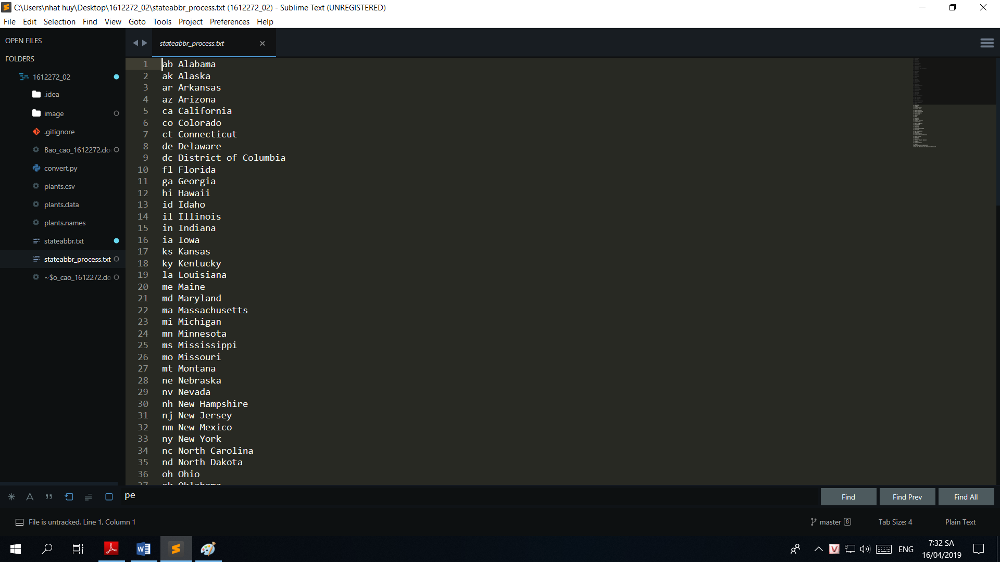 C:\Users\nhat huy\Desktop\1612272_02\stateabbr_process.txt (1612272_02) - Sublime Text (UNREGISTERED)
File Edit Selection Find View Goto Tools Project Preferences Help
OPEN FILES
FOLDERS
1612272_02
.idea
image
.gitignore
Bao_cao_1612272.do
convert.py
plants.csv
plants.data
plants.names
stateabbr.txt
stateabbr_process.txt
~$o_cao_1612272.do
stateabbr_process.txt
1 ab Alabama
2 ak Alaska
3 ar Arkansas
4 az Arizona
5 ca California
6 co Colorado
7 ct Connecticut
8 de Delaware
9 dc District of Columbia
10 fl Florida
11 ga Georgia
12 hi Hawaii
13 id Idaho
14 il Illinois
15 in Indiana
16 ia Iowa
17 ks Kansas
18 ky Kentucky
19 la Louisiana
20 me Maine
21 md Maryland
22 ma Massachusetts
23 mi Michigan
24 mn Minnesota
25 ms Mississippi
26 mo Missouri
27 mt Montana
28 ne Nebraska
29 nv Nevada
30 nh New Hampshire
31 nj New Jersey
32 nm New Mexico
33 ny New York
34 nc North Carolina
35 nd North Dakota
36 oh Ohio
37 ok Oklahoma
pe
Find Find Prev Find All
File is untracked, Line 1, Column 1
master 8 Tab Size: 4 Plain Text
ENG
7:32 SA
16/04/2019